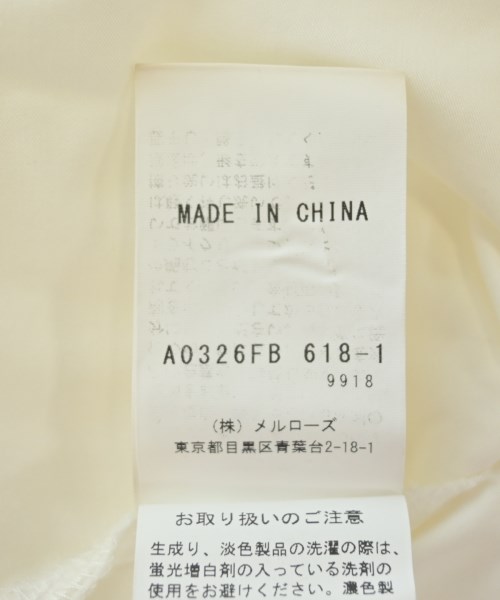 MADE IN CHINA
A0326FB 618-1
9918
(株) メルローズ
東京都目黒区青葉台2-18-1
お取り扱いのご注意
生成り、淡色製品の洗濯の際は、
蛍光増白剤の入っている洗剤の
使用をお避けください。濃色製